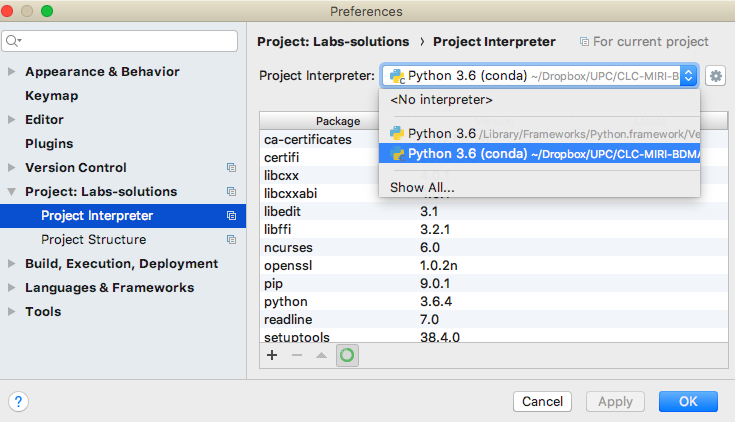 Preferences
Project: Labs-solutions › Project Interpreter For current project
Project Interpreter: Python 3.6 (conda) ~/Dropbox/UPC/CLC-MIRI-B
<No interpreter>
Python 3.6 /Library/Frameworks/Python.framework/Ve
Python 3.6 (conda) ~/Dropbox/UPC/CLC-MIRI-BDMA
Show All...
Appearance & Behavior
Keymap
Editor
Plugins
Version Control
Project: Labs-solutions
Project Interpreter
Project Structure
Build, Execution, Deployment
Languages & Frameworks
Tools
Package
ca-certificates
certifi
libcxx
libcxxabi
libedit 3.1
libffi 3.2.1
ncurses 6.0
openssl 1.0.2n
pip 9.0.1
python 3.6.4
readline 7.0
setuptools 38.4.0
?
Cancel
Apply
OK